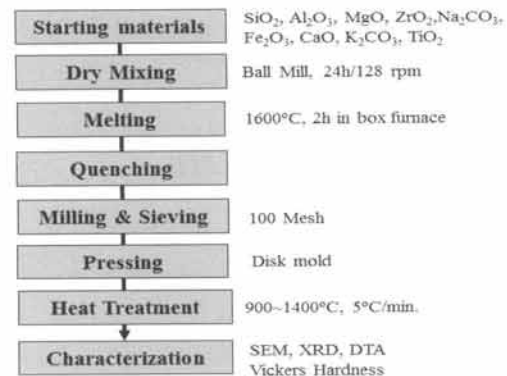 Starting materials
SiO₂, Al₂O₃, MgO, ZrO₂,Na₂CO₃,
Fe₂O₃, CaO, K₂CO₃, TiO₂
Dry Mixing
Ball Mill, 24h/128 rpm
Melting
1600°C, 2h in box furnace
Quenching
Milling & Sieving
100 Mesh
Pressing
Disk mold
Heat Treatment
900~1400°C, 5°C/min.
Characterization
SEM, XRD, DTA
Vickers Hardness